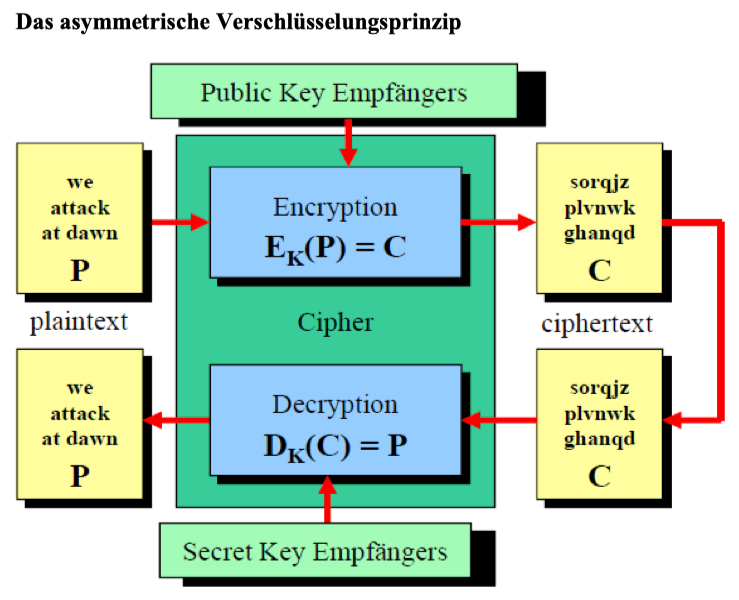 Das asymmetrische Verschlüsselungsprinzip
Public Key Empfängers
we
attack
at dawn
P
plaintext
Encryption
E_K(P) = C
sorqjz
plvnwk
ghanqd
C
ciphertext
Cipher
we
attack
at dawn
P
Decryption
D_K(C) = P
sorqjz
plvnwk
ghanqd
C
Secret Key Empfängers